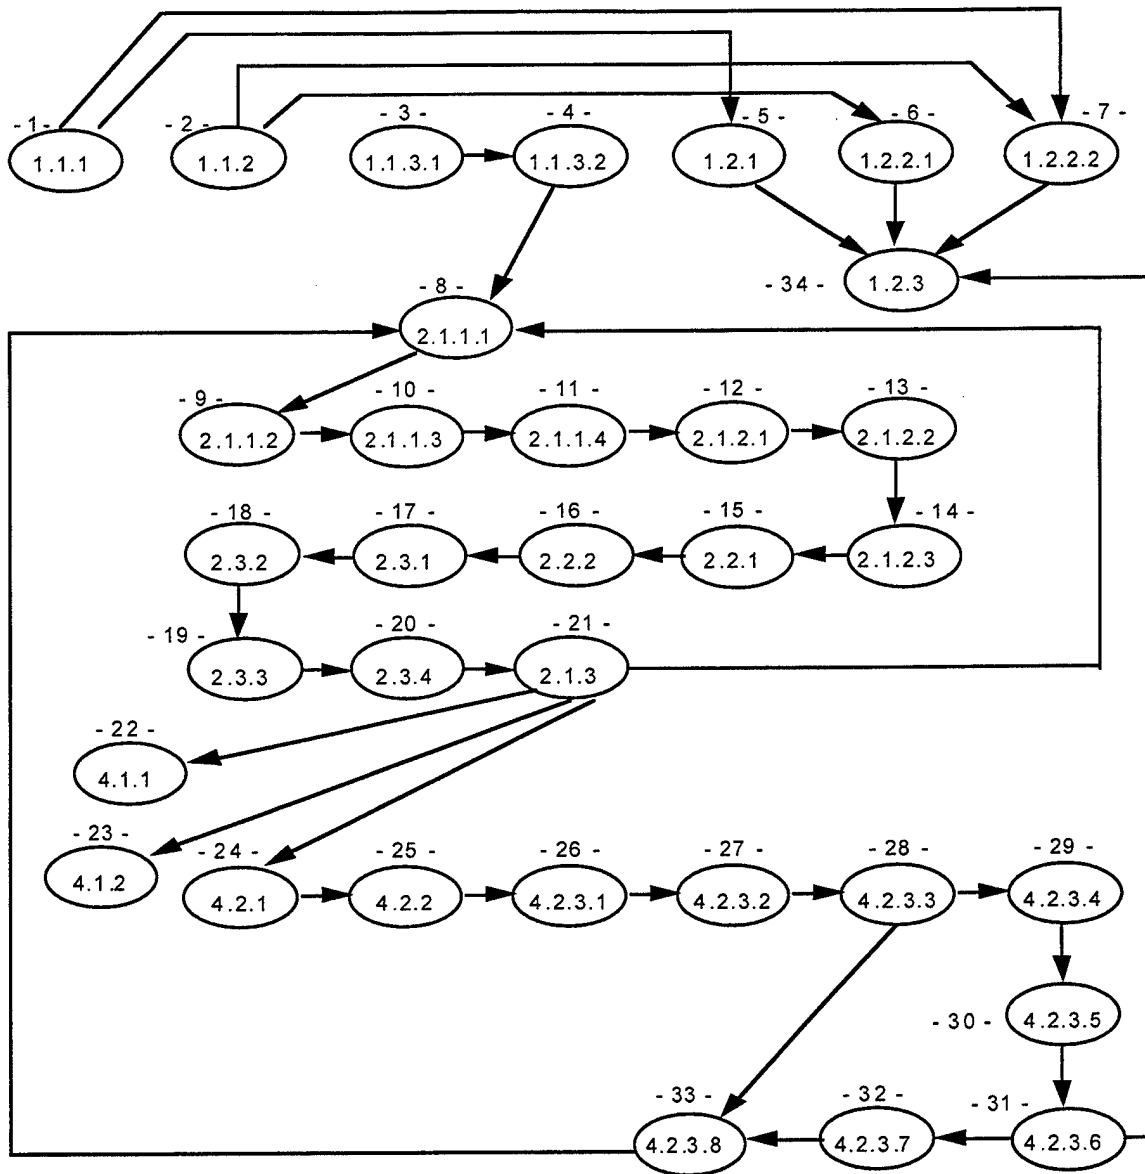 - 3 -
- 4 -
- 1-
- 2-
- 5 -
- 6 -
- 7 -
1.1.1
1.1.2
1.1.3.1
1.1.3.2
1.2.1
1.2.2.1
1.2.2.2
- 34 -
1.2.3
- 8 -
2.1.1.1
- 9 -
- 10 -
- 11 -
- 12 -
- 13 -
2.1.1.2
2.1.1.3
2.1.1.4
2.1.2.1
2.1.2.2
- 18 -
- 17 -
- 16 -
- 15 -
- 14 -
2.3.2
2.3.1
2.2.2
2.2.1
2.1.2.3
- 19 -
- 20 -
- 21 -
2.3.3
2.3.4
2.1.3
- 22 -
4.1.1
- 23 -
4.1.2
- 24 -
- 25 -
- 26 -
- 27 -
- 28 -
- 29 -
4.2.1
4.2.2
4.2.3.1
4.2.3.2
4.2.3.3
4.2.3.4
- 30 -
4.2.3.5
- 33 -
- 32 -
- 31 -
4.2.3.8
4.2.3.7
4.2.3.6